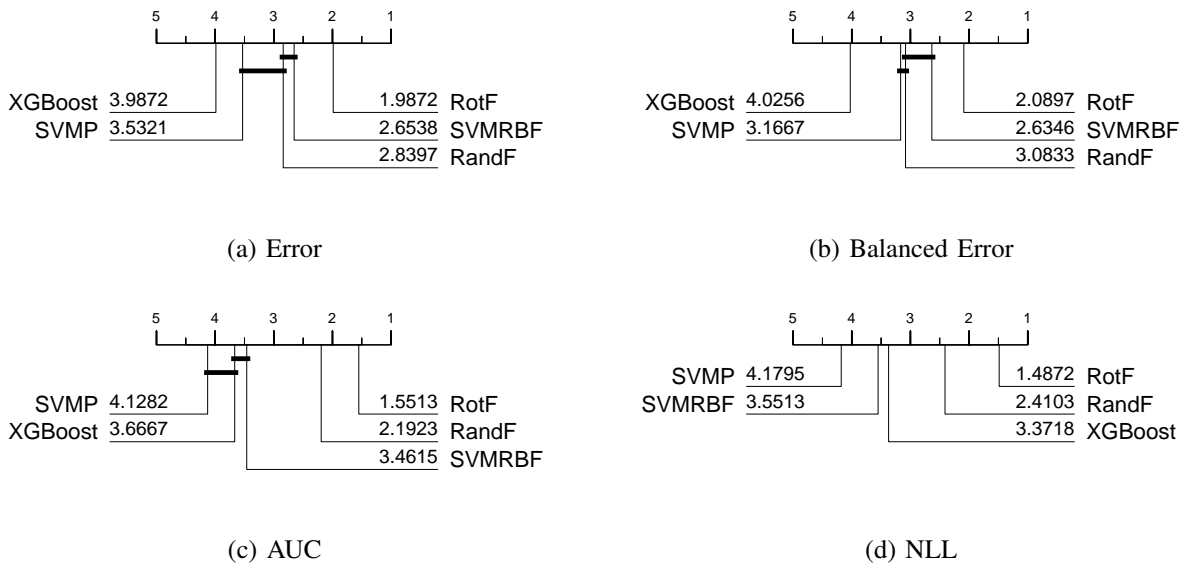 5 4 3 2 1
XGBoost 3.9872 1.9872 RotF
SVMP 3.5321 2.6538 SVMRBF
2.8397 RandF
(a) Error
5 4 3 2 1
XGBoost 4.0256 2.0897 RotF
SVMP 3.1667 2.6346 SVMRBF
3.0833 RandF
(b) Balanced Error
5 4 3 2 1
SVMP 4.1282 1.5513 RotF
XGBoost 3.6667 2.1923 RandF
3.4615 SVMRBF
(c) AUC
5 4 3 2 1
SVMP 4.1795 1.4872 RotF
SVMRBF 3.5513 2.4103 RandF
3.3718 XGBoost
(d) NLL